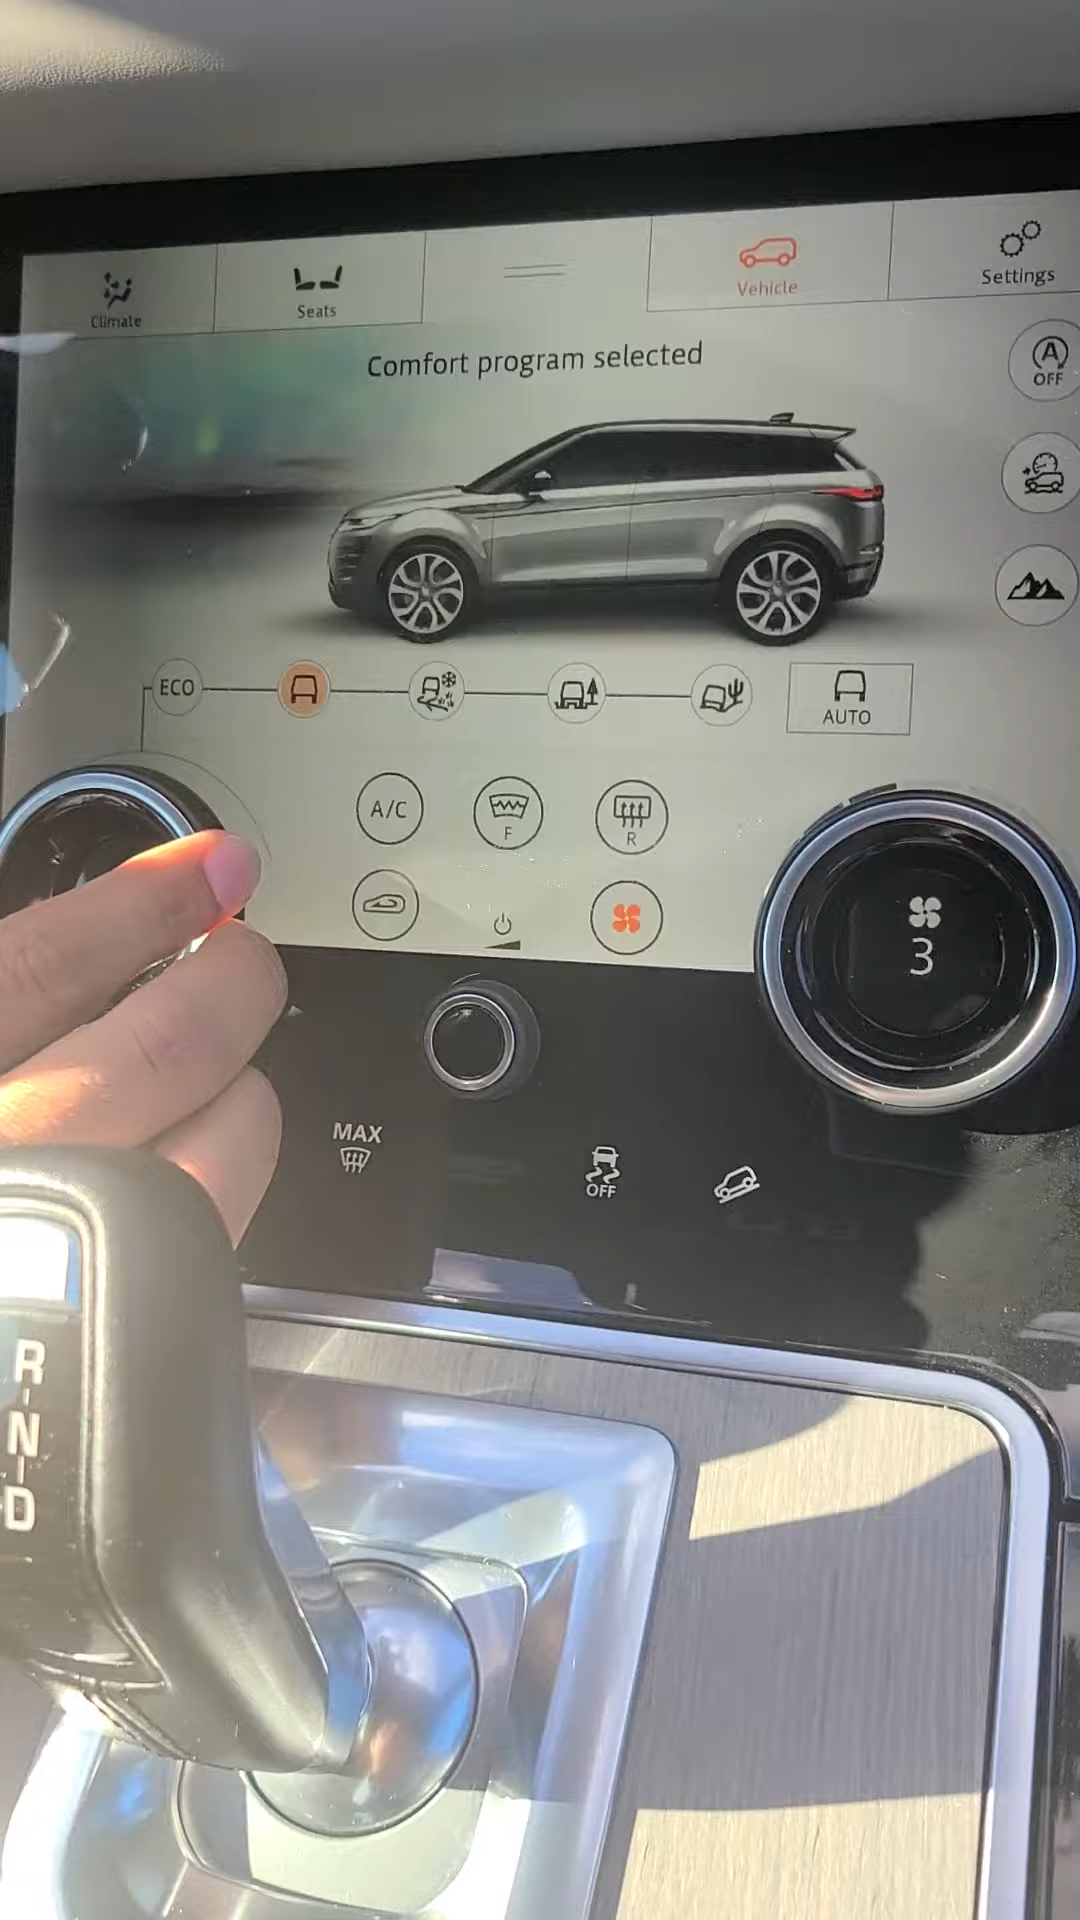 Climate
Seats
Vehicle
Settings
Comfort program selected
A
OFF
ECO
AUTO
A/C
F
R
3
MAX
OFF
R
N
D